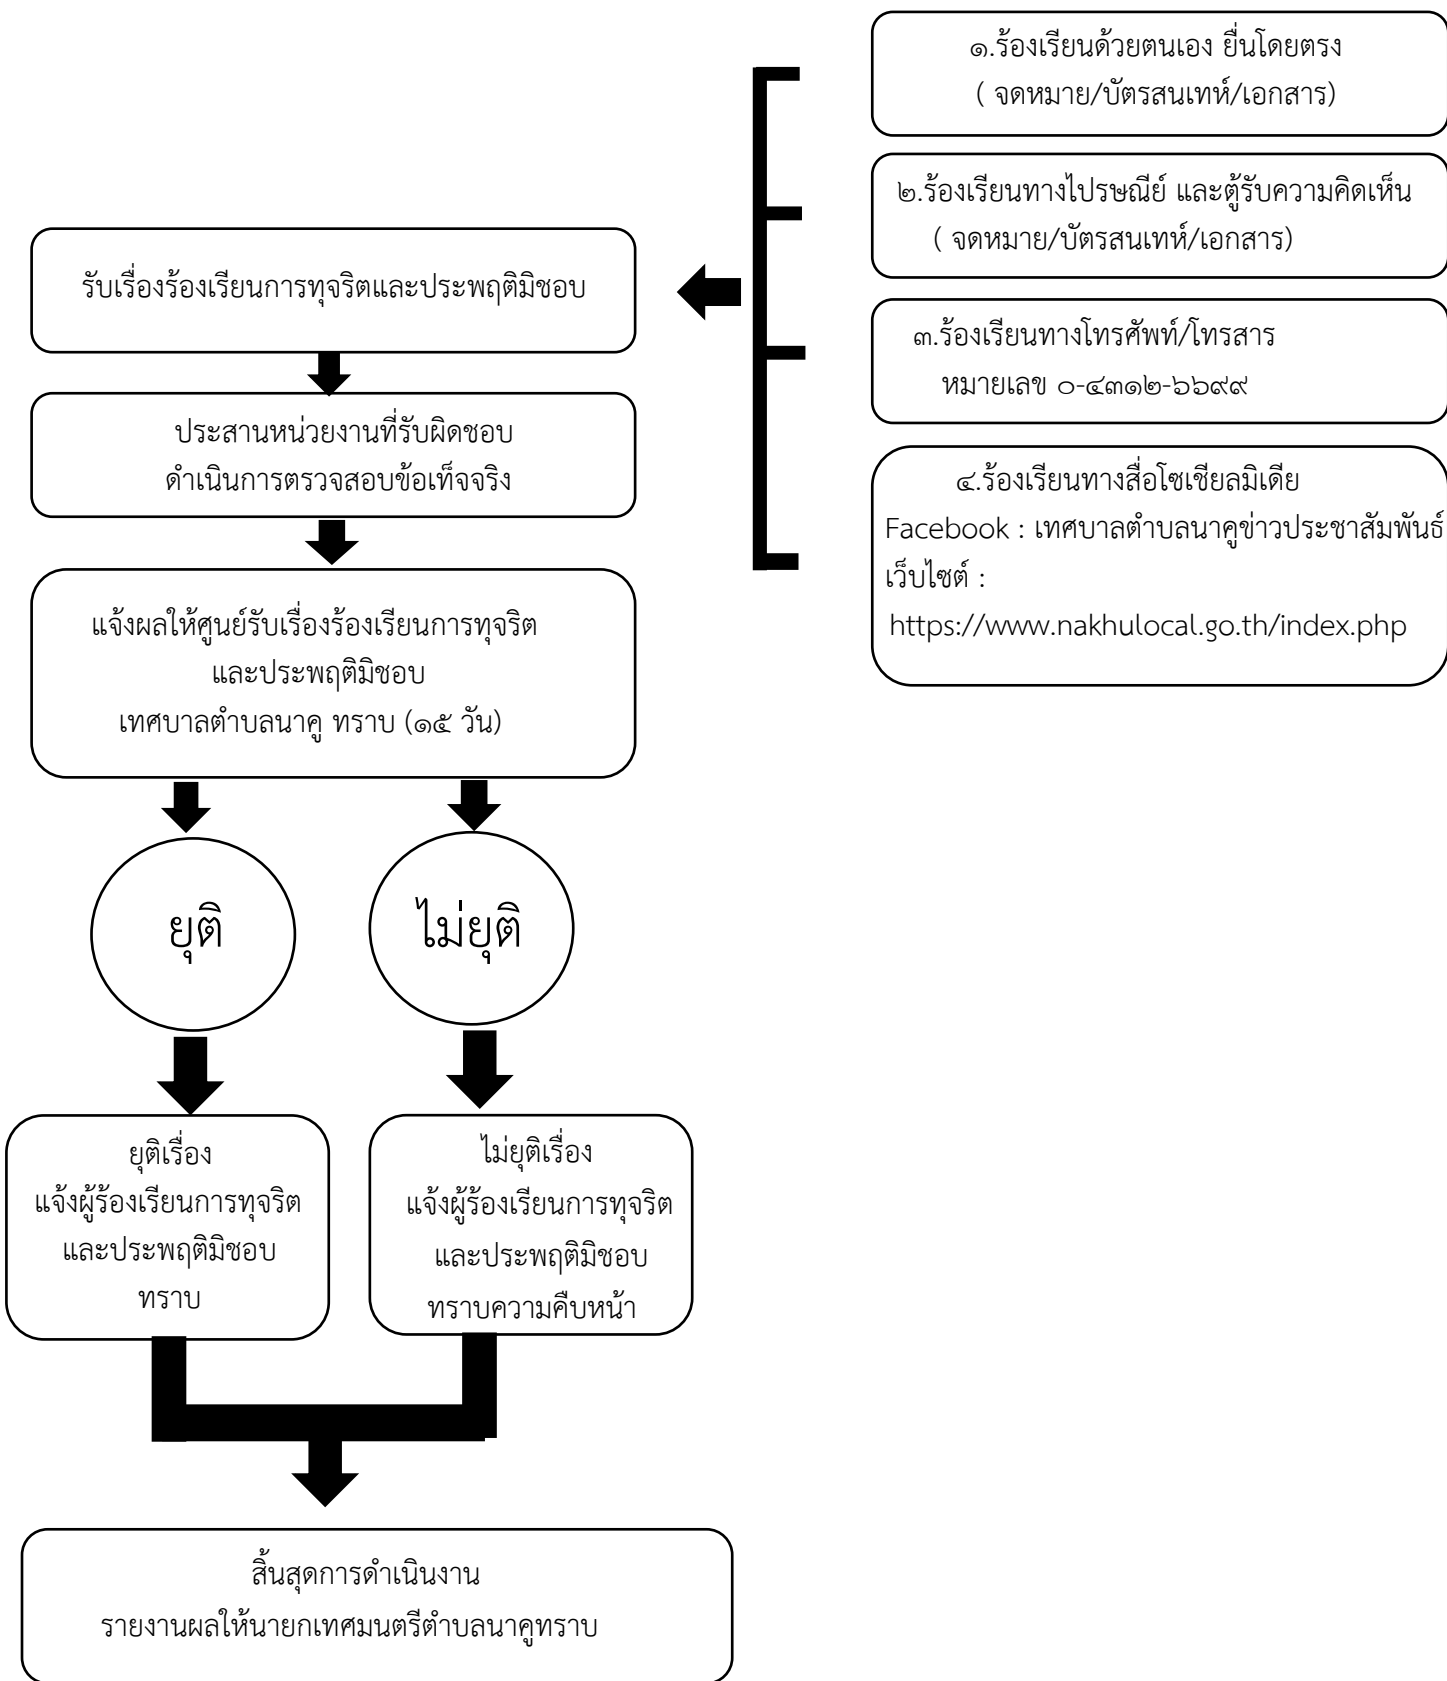 ๑.ร้องเรียนด้วยตนเอง ยื่นโดยตรง
( จดหมาย/บัตรสนเทห์/เอกสาร)
๒.ร้องเรียนทางไปรษณีย์ และตู้รับความคิดเห็น
( จดหมาย/บัตรสนเทห์/เอกสาร)
๓.ร้องเรียนทางโทรศัพท์/โทรสาร
หมายเลข ๐-๔๓๑๒-๖๖๙๙
๔.ร้องเรียนทางสื่อโซเชียลมิเดีย
Facebook : เทศบาลตำบลนาคูข่าวประชาสัมพันธ์
เว็บไซต์ :
https://www.nakhulocal.go.th/index.php
รับเรื่องร้องเรียนการทุจริตและประพฤติมิชอบ
ประสานหน่วยงานที่รับผิดชอบ
ดำเนินการตรวจสอบข้อเท็จจริง
แจ้งผลให้ศูนย์รับเรื่องร้องเรียนการทุจริต
และประพฤติมิชอบ
เทศบาลตำบลนาคู ทราบ (๑๕ วัน)
ยุติ
ไม่ยุติ
ยุติเรื่อง
แจ้งผู้ร้องเรียนการทุจริต
และประพฤติมิชอบ
ทราบ
ไม่ยุติเรื่อง
แจ้งผู้ร้องเรียนการทุจริต
และประพฤติมิชอบ
ทราบความคืบหน้า
สิ้นสุดการดำเนินงาน
รายงานผลให้นายกเทศมนตรีตำบลนาคูทราบ